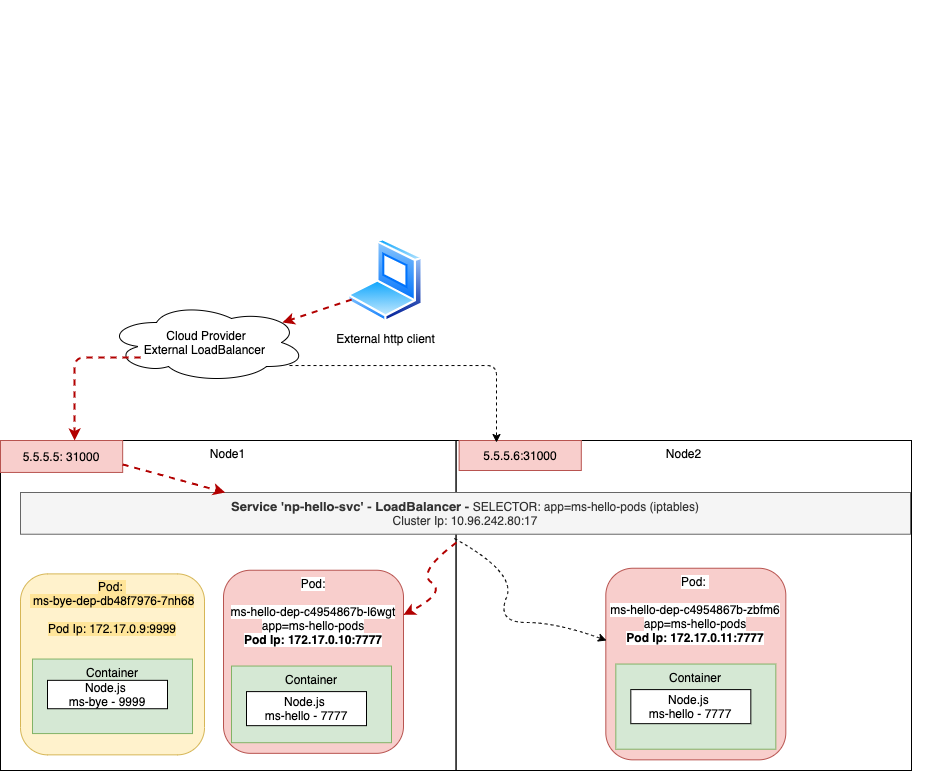 External http client
Cloud Provider
External LoadBalancer
5.5.5.5: 31000
Node1
5.5.5.6:31000
Node2
Service 'np-hello-svc' - LoadBalancer - SELECTOR: app=ms-hello-pods (iptables)
Cluster Ip: 10.96.242.80:17
Pod:
ms-bye-dep-db48f7976-7nh68
Pod Ip: 172.17.0.9:9999
Container
Node.js
ms-bye - 9999
Pod:
ms-hello-dep-c4954867b-l6wgt
app=ms-hello-pods
Pod Ip: 172.17.0.10:7777
Container
Node.js
ms-hello - 7777
Pod:
ms-hello-dep-c4954867b-zbfm6
app=ms-hello-pods
Pod Ip: 172.17.0.11:7777
Container
Node.js
ms-hello - 7777